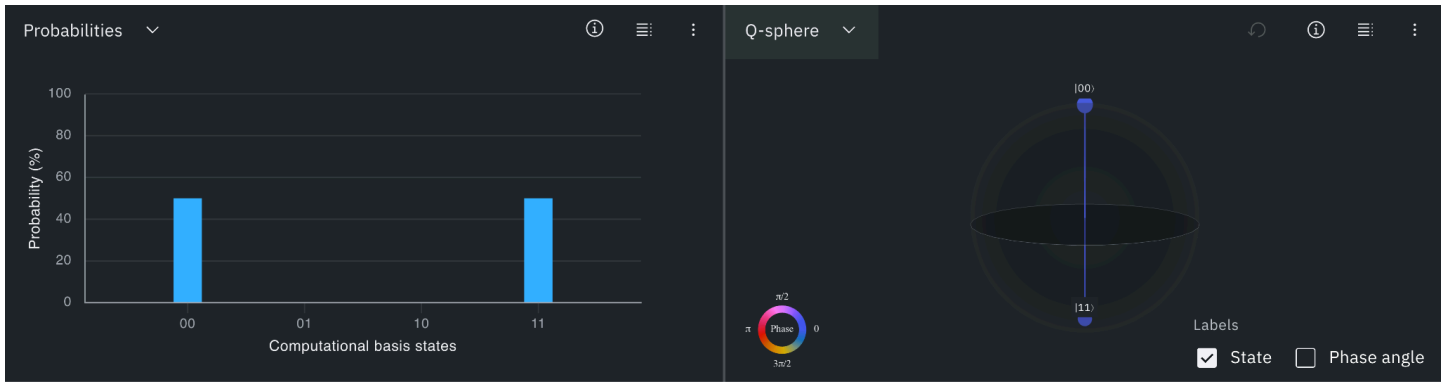 Probabilities
Probability (%)
100
80
60
40
20
0
00 01 10 11
Computational basis states
Q-sphere
|00⟩
|11⟩
π/2
π Phase 0
3π/2
Labels
State Phase angle